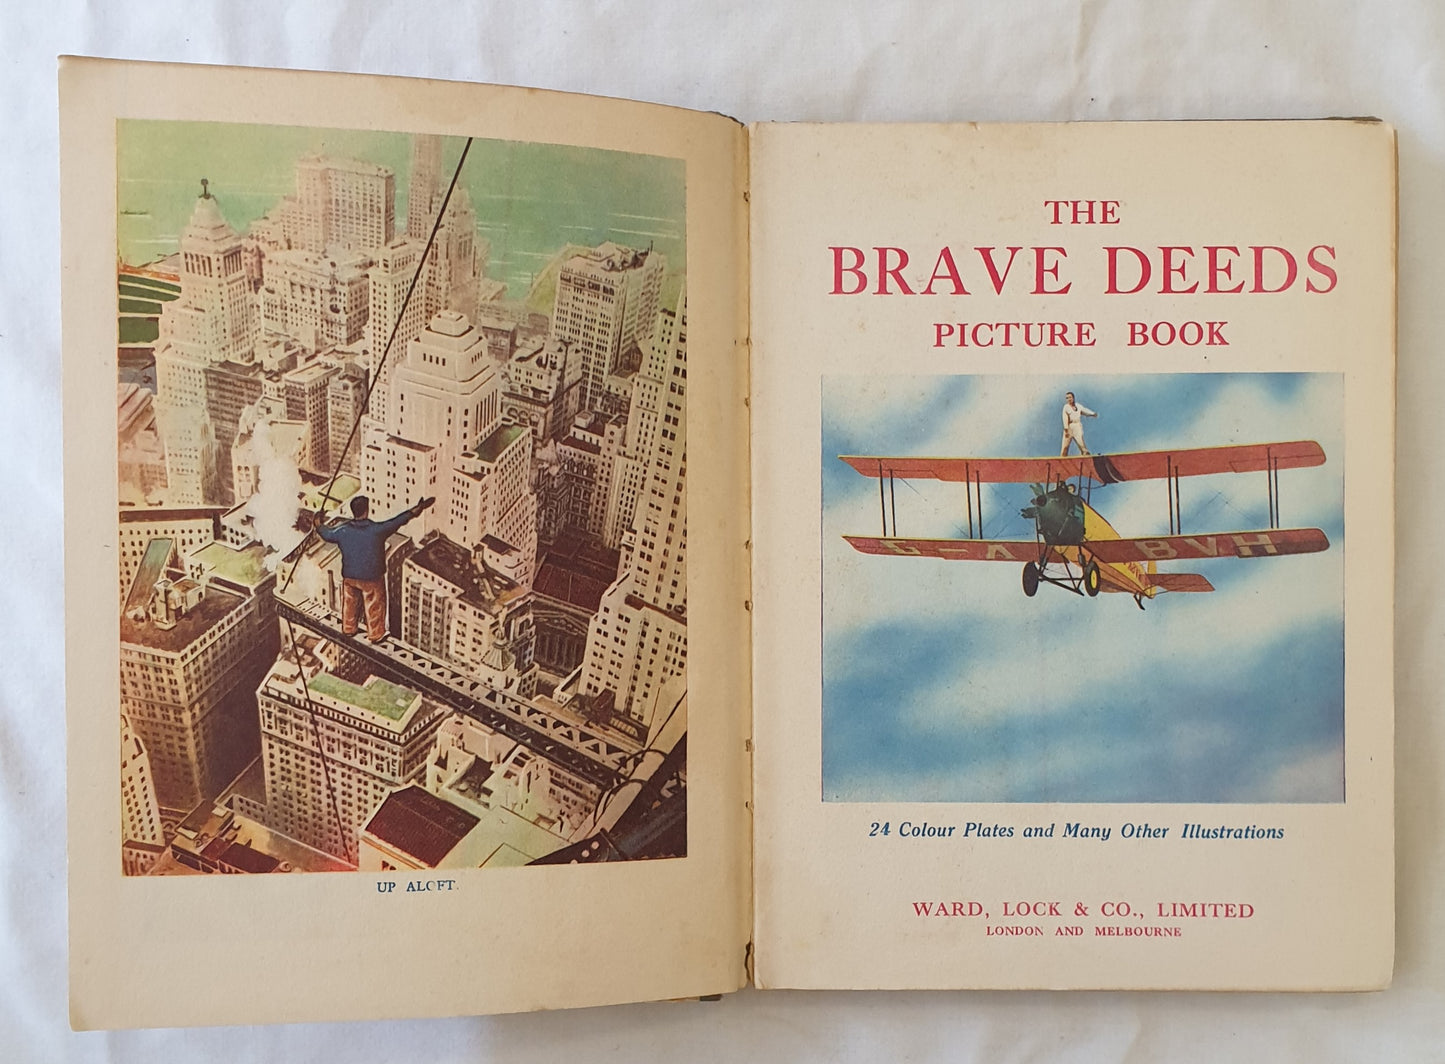 UP ALOFT.
THE
BRAVE DEEDS
PICTURE BOOK
G-A BVH
24 Colour Plates and Many Other Illustrations
WARD, LOCK & CO., LIMITED
LONDON AND MELBOURNE